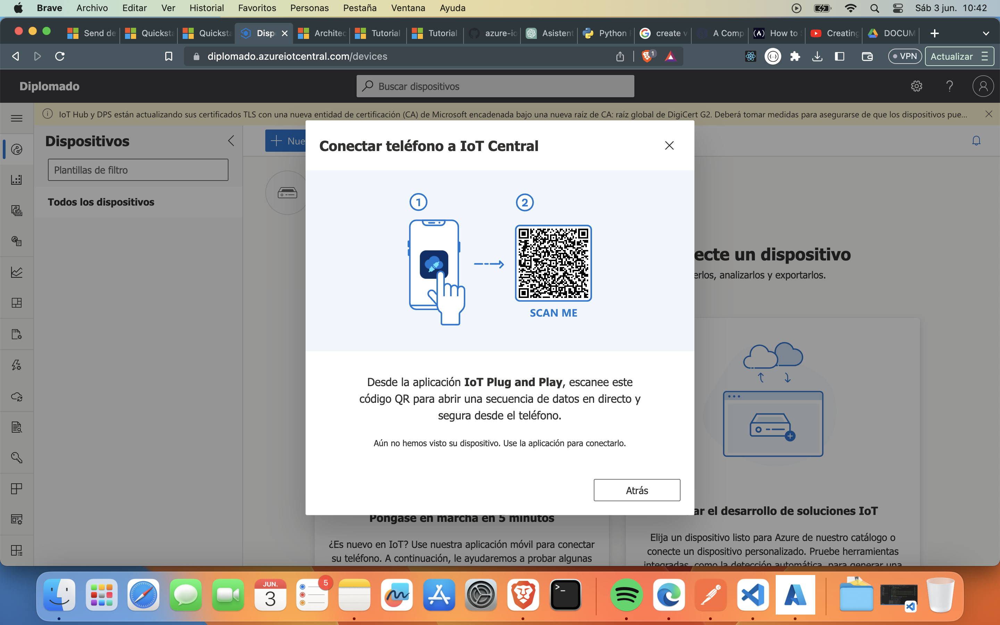 Brave Archivo Editar Ver Historial Favoritos Personas Pestaña Ventana Ayuda Sáb 3 jun. 10:42
Send de Quicksta Quicksta Disp Architec Tutorial Tutorial azure-io Asistent Python create v A Comp How to Creating DOCUM
diplomado.azureiotcentral.com/devices 1 VPN Actualizar
Diplomado Buscar dispositivos
IoT Hub y DPS están actualizando sus certificados TLS con una nueva entidad de certificación (CA) de Microsoft encadenada bajo una nueva raíz de CA: raíz global de DigiCert G2. Deberá tomar medidas para asegurarse de que los dispositivos pue...
Dispositivos
Nue
Plantillas de filtro
Todos los dispositivos
Conectar teléfono a IoT Central
1 2
SCAN ME
Desde la aplicación IoT Plug and Play, escanee este
código QR para abrir una secuencia de datos en directo y
segura desde el teléfono.
Aún no hemos visto su dispositivo. Use la aplicación para conectarlo.
Atrás
ecte un dispositivo
erlos, analizarlos y exportarlos.
Póngase en marcha en 5 minutos
¿Es nuevo en IoT? Use nuestra aplicación móvil para conectar
su teléfono. A continuación, le ayudaremos a probar algunas
ar el desarrollo de soluciones IoT
Elija un dispositivo listo para Azure de nuestro catálogo o
conecte un dispositivo personalizado. Pruebe herramientas
integradas, como la detección automática, para generar una
JUN.
3
5